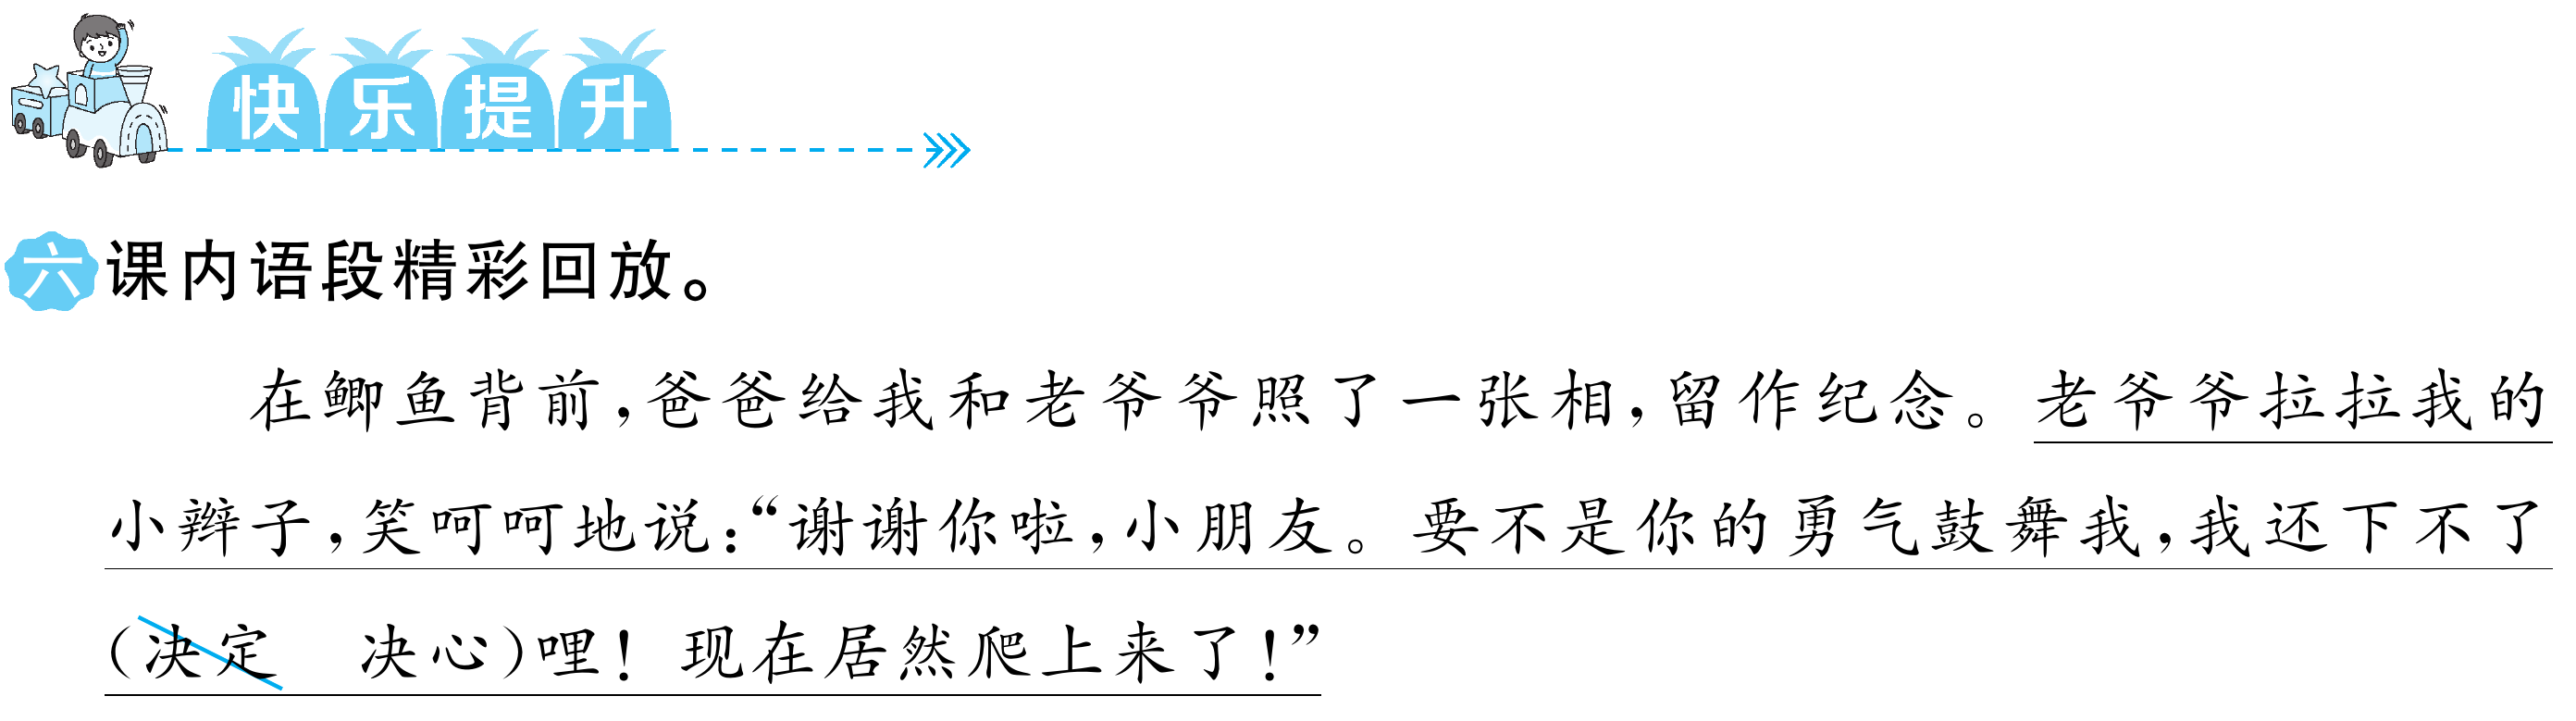 快乐提升
六 课内语段精彩回放。
在鲫鱼背前，爸爸给我和老爷爷照了一张相，留作纪念。老爷爷拉拉我的
小辫子，笑呵呵地说：“谢谢你啦，小朋友。要不是你的勇气鼓舞我，我还下不了
（决定 决心）哩！现在居然爬上来了！”